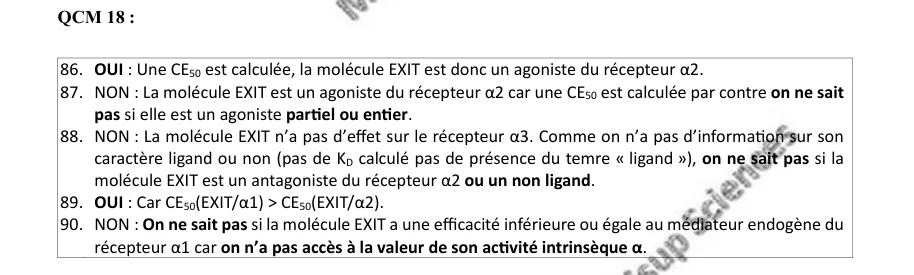 QCM 18 :
86. OUI : Une CE50 est calculée, la molécule EXIT est donc un agoniste du récepteur α2.
87. NON : La molécule EXIT est un agoniste du récepteur α2 car une CE50 est calculée par contre on ne sait
pas si elle est un agoniste partiel ou entier.
88. NON : La molécule EXIT n’a pas d’effet sur le récepteur α3. Comme on n’a pas d’information sur son
caractère ligand ou non (pas de KD calculé pas de présence du temre « ligand »), on ne sait pas si la
molécule EXIT est un antagoniste du récepteur α2 ou un non ligand.
89. OUI : Car CE50(EXIT/α1) > CE50(EXIT/α2).
90. NON : On ne sait pas si la molécule EXIT a une efficacité inférieure ou égale au médiateur endogène du
récepteur α1 car on n’a pas accès à la valeur de son activité intrinsèque α.
sup Sciences